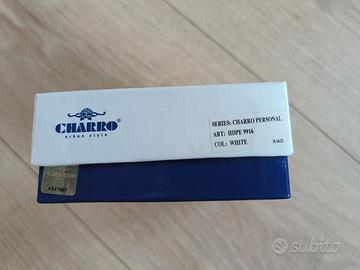 CHARRO®
urban style
SERIES: CHARRO PERSONAL
ART: HDPE 9916
COL: WHITE
XIAO
subito